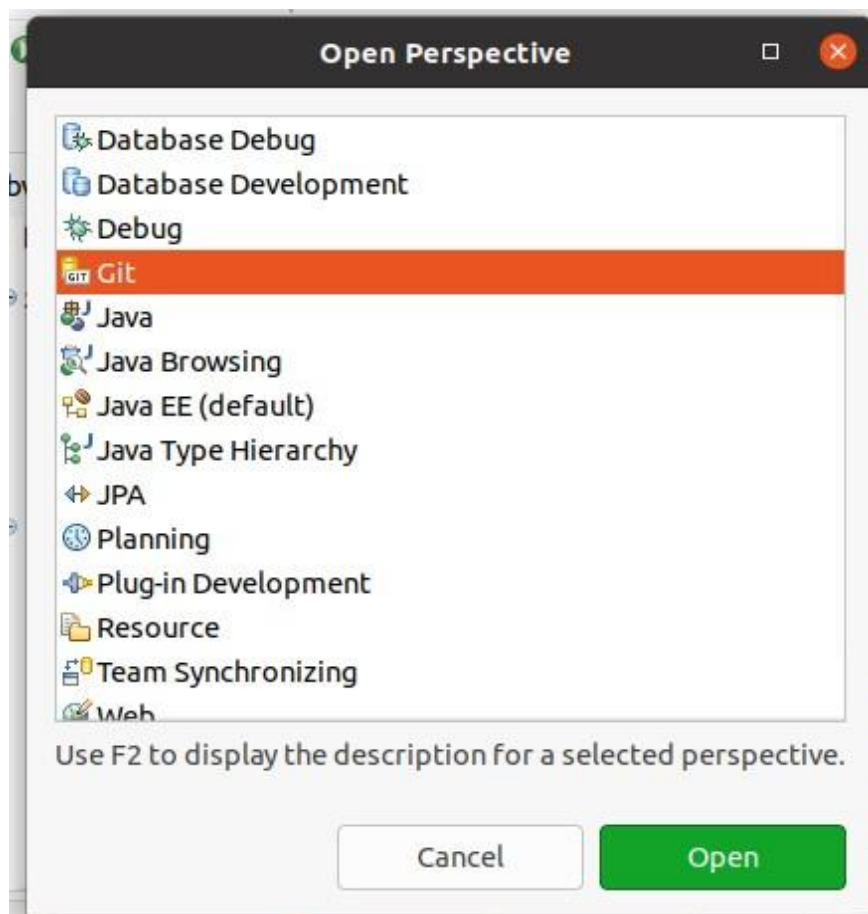 Open Perspective
Database Debug
Database Development
Debug
GIT Git
Java
Java Browsing
Java EE (default)
Java Type Hierarchy
JPA
Planning
Plug-in Development
Resource
Team Synchronizing
Web
Use F2 to display the description for a selected perspective.
Cancel Open